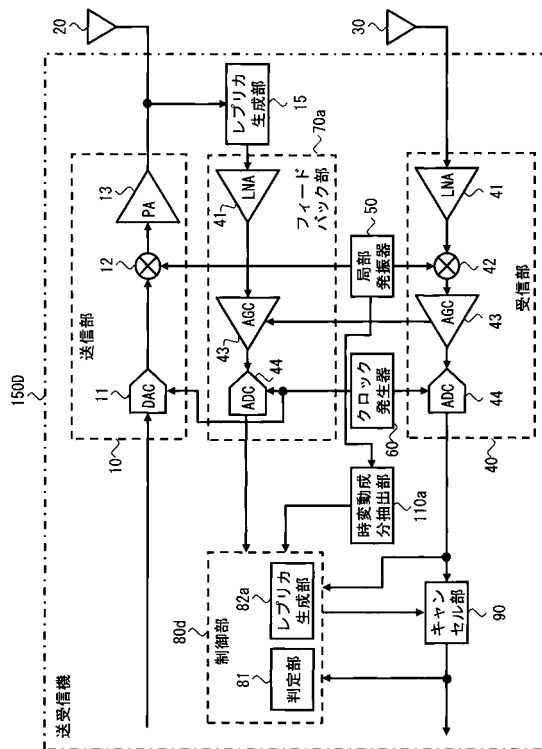 送受信機
150D
20
30
送信部
10
DAC
11
12
PA
13
レプリカ
生成部
15
フィード
バック部
70a
LNA
41
AGC
43
ADC
44
局部
発振器
50
クロック
発生器
60
受信部
40
LNA
41
42
AGC
43
ADC
44
時変動成
分抽出部
110a
制御部
80d
判定部
81
レプリカ
生成部
82a
キャン
セル部
90